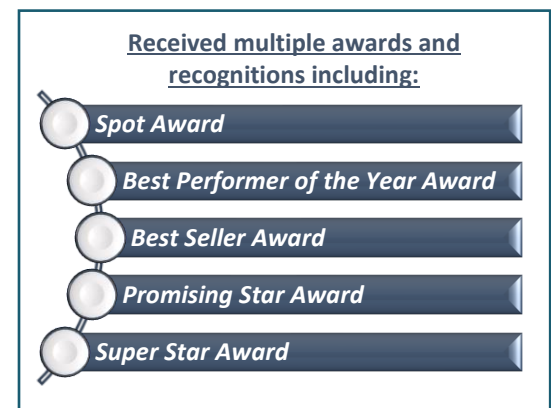 Received multiple awards and
recognitions including:
Spot Award
Best Performer of the Year Award
Best Seller Award
Promising Star Award
Super Star Award